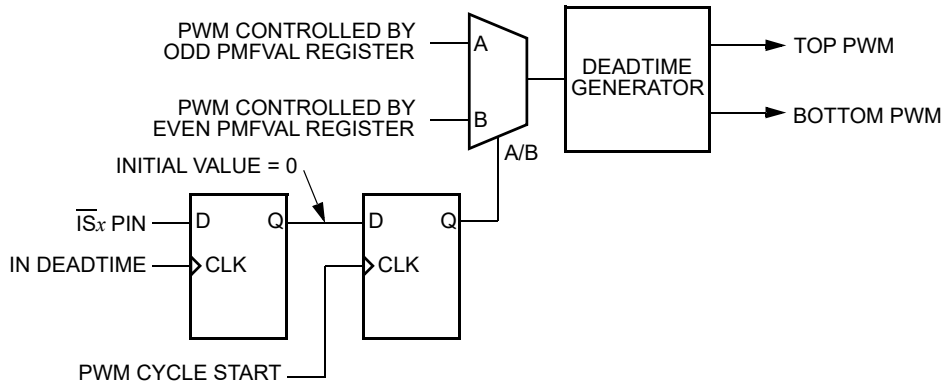 PWM CONTROLLED BY
ODD PMFVAL REGISTER
A
DEADTIME
GENERATOR
TOP PWM
BOTTOM PWM
PWM CONTROLLED BY
EVEN PMFVAL REGISTER
B
A/B
INITIAL VALUE = 0
I̅S̅x PIN
D
Q
D
Q
IN DEADTIME
CLK
CLK
PWM CYCLE START